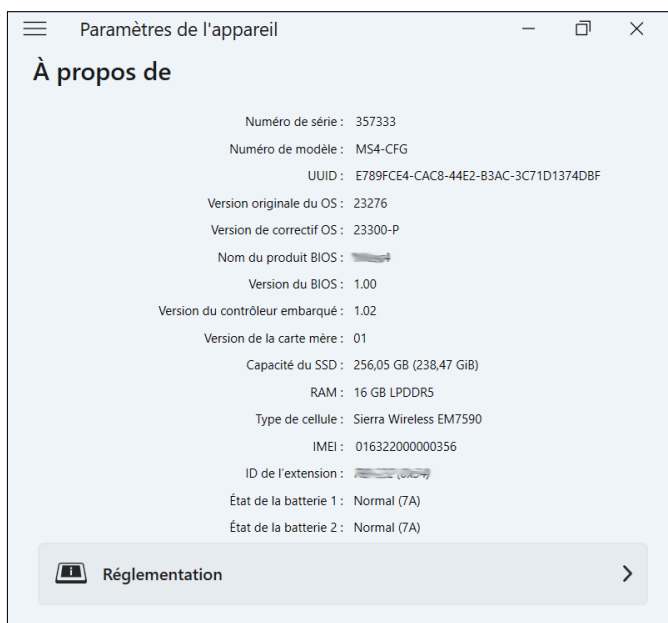 Paramètres de l'appareil
À propos de
Numéro de série : 357333
Numéro de modèle : MS4-CFG
UUID : E789FCE4-CAC8-44E2-B3AC-3C71D1374DBF
Version originale du OS : 23276
Version de correctif OS : 23300-P
Nom du produit BIOS :
Version du BIOS : 1.00
Version du contrôleur embarqué : 1.02
Version de la carte mère : 01
Capacité du SSD : 256,05 GB (238,47 GiB)
RAM : 16 GB LPDDR5
Type de cellule : Sierra Wireless EM7590
IMEI : 016322000000356
ID de l'extension :
État de la batterie 1 : Normal (7A)
État de la batterie 2 : Normal (7A)
Réglementation